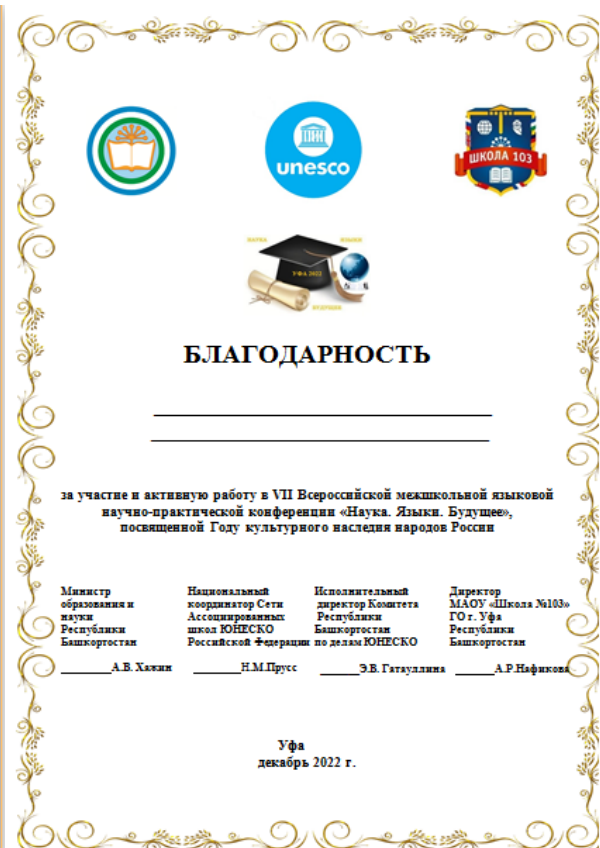 unesco
ШКОЛА 103
НАУКА
ЯЗЫКИ
УФА 2022
БУДУЩЕЕ
БЛАГОДАРНОСТЬ
за участие и активную работу в VII Всероссийской межшкольной языковой
научно-практической конференции «Наука. Языки. Будущее»,
посвященной Году культурного наследия народов России
Министр
образования и
науки
Республики
Башкортостан
_______А.В. Хажин
Национальный
координатор Сети
Ассоциированных
школ ЮНЕСКО
Российской Федерации
_______Н.М.Прусс
Исполнительный
директор Комитета
Республики
Башкортостан
по делам ЮНЕСКО
______Э.В. Гатауллина
Директор
МАОУ «Школа №103»
ГО г. Уфа
Республики
Башкортостан
______А.Р.Нафикова
Уфа
декабрь 2022 г.